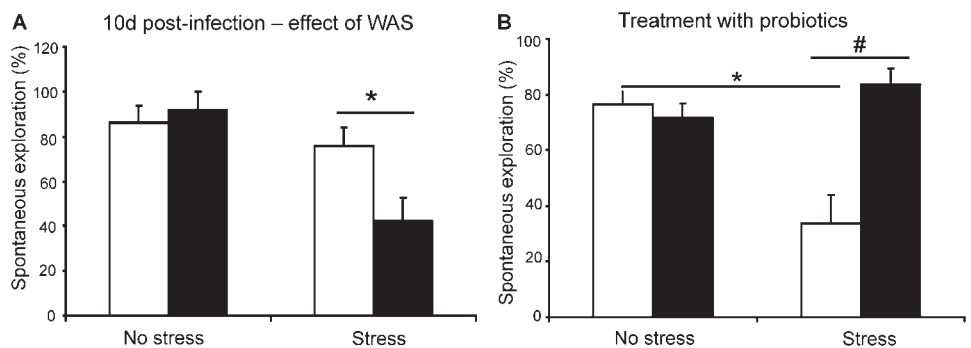 A
10d post-infection – effect of WAS
Spontaneous exploration (%)
120
100
80
60
40
20
0
*
No stress
Stress
B
Treatment with probiotics
Spontaneous exploration (%)
100
80
60
40
20
0
*
#
No stress
Stress